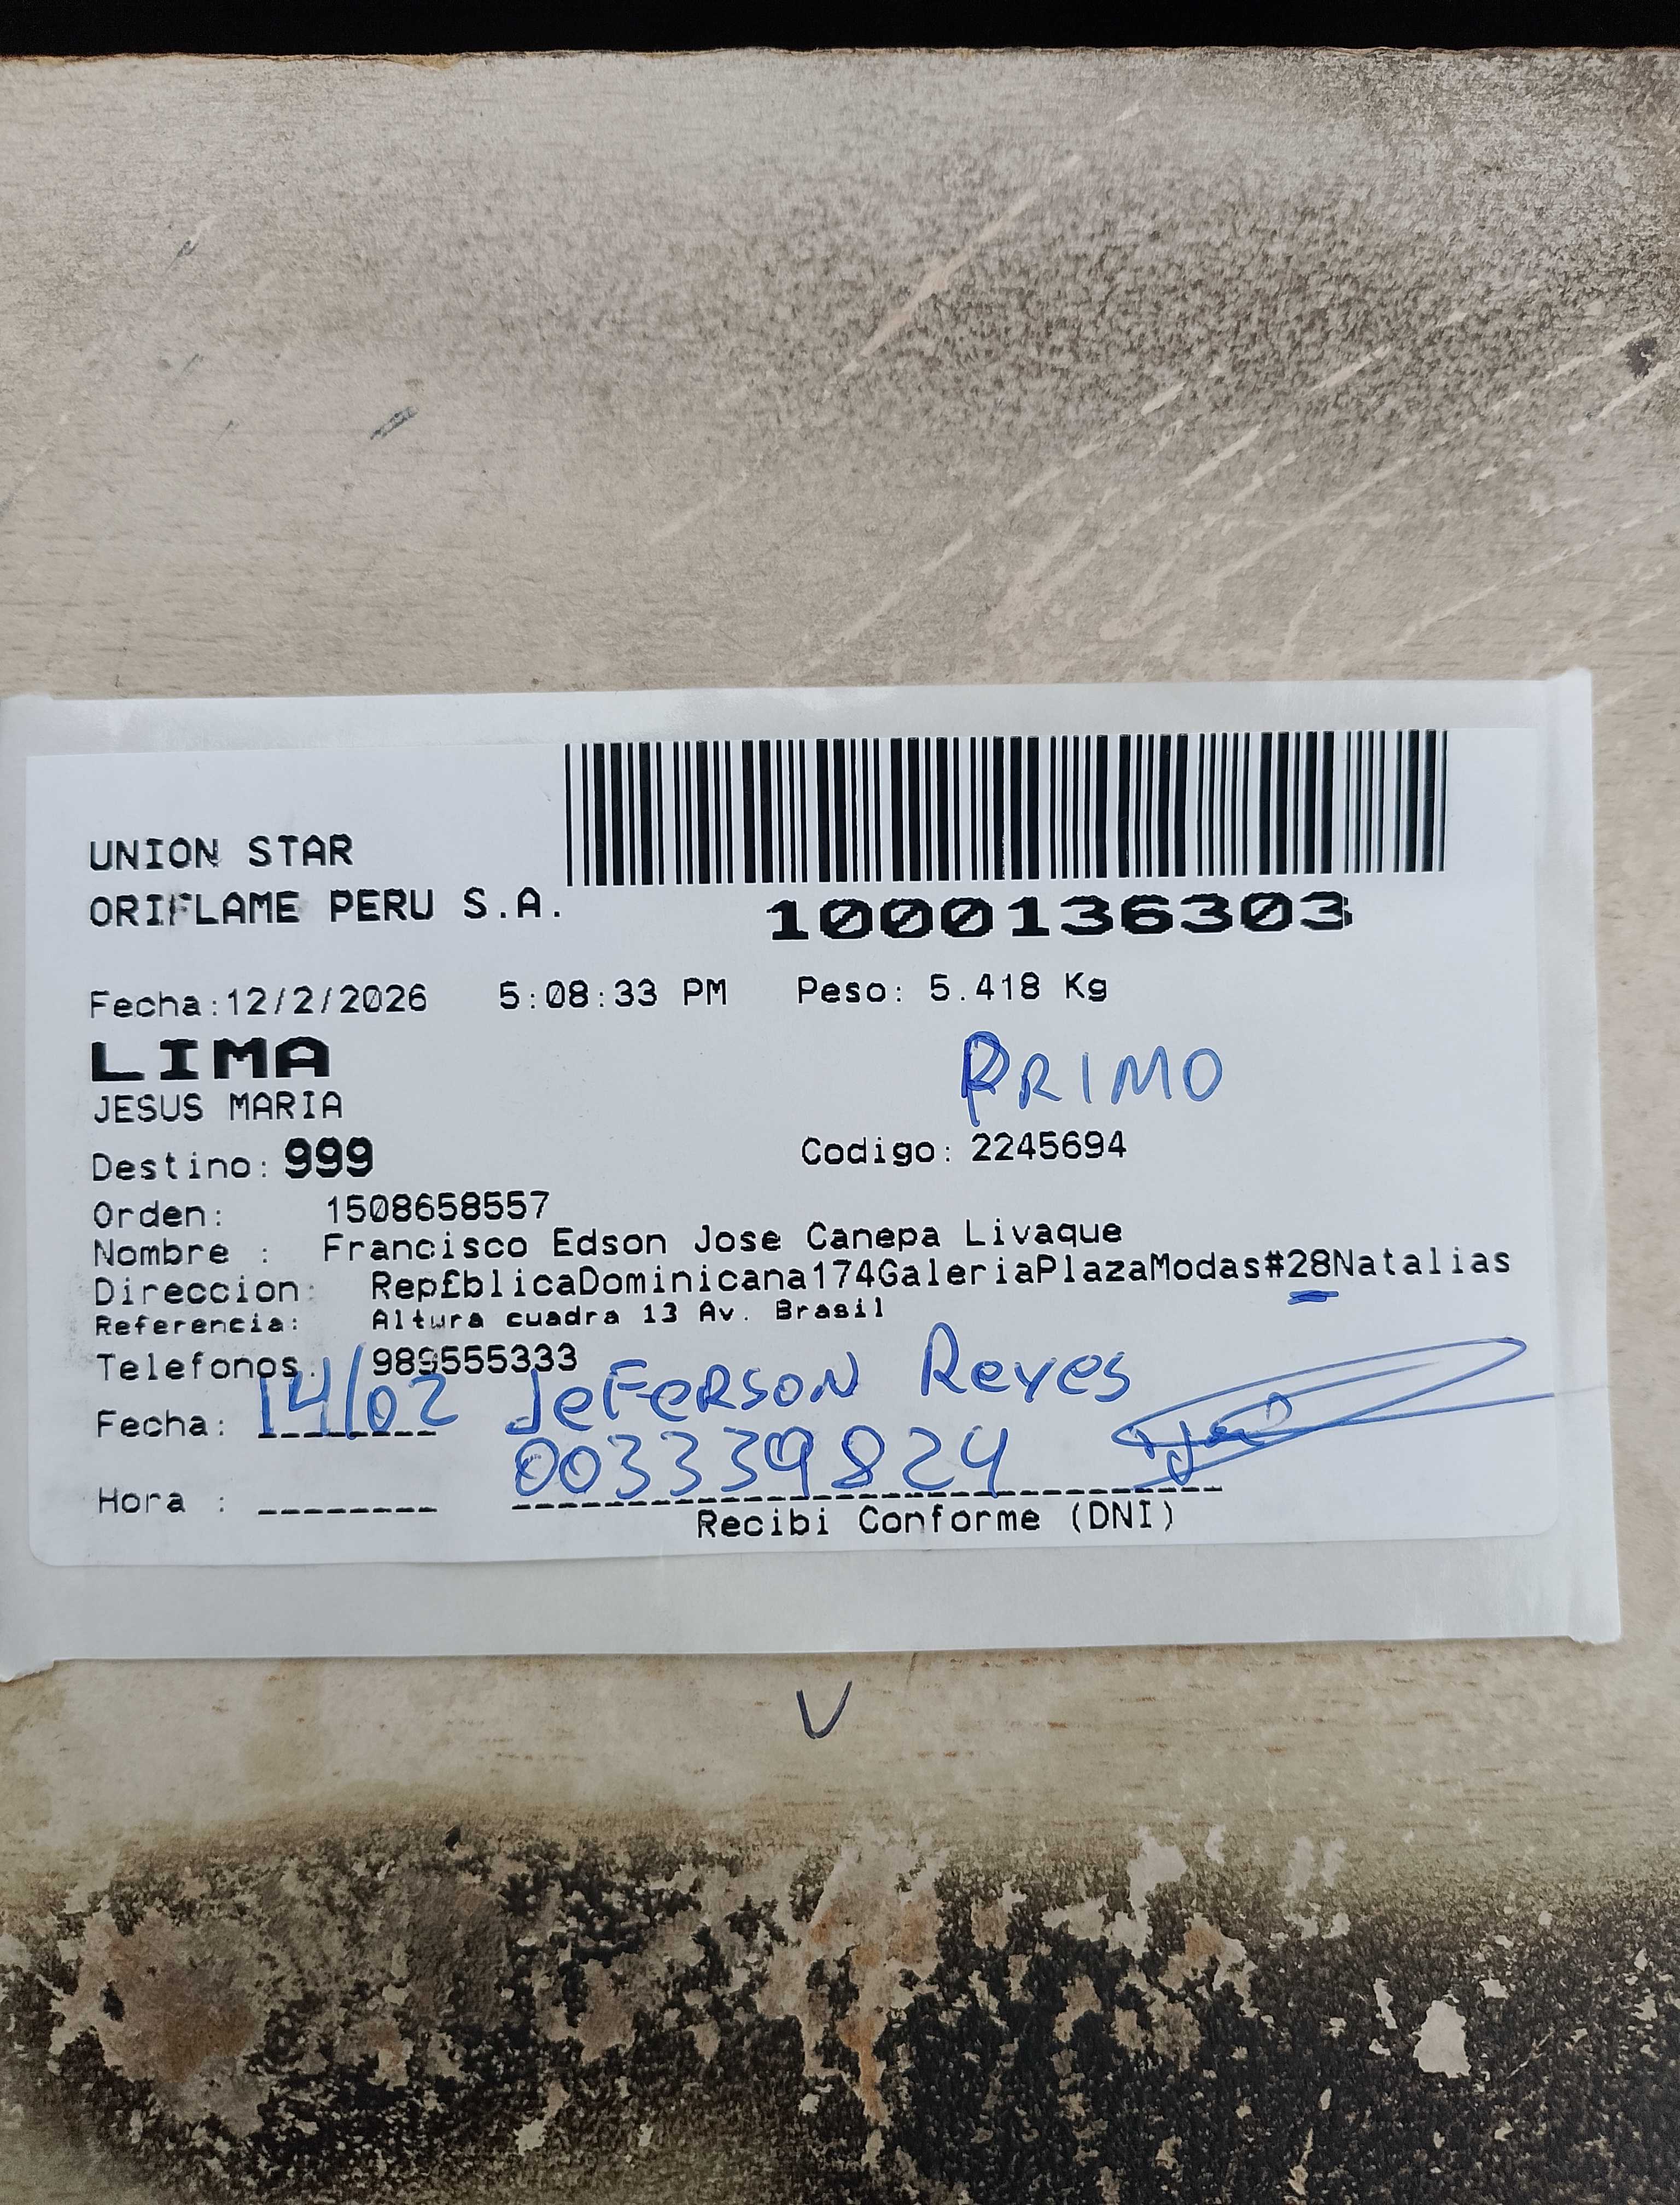 UNION STAR
ORIFLAME PERU S.A.
1000136303
Fecha:12/2/2026 5:08:33 PM Peso: 5.418 Kg
LIMA
PRIMO
JESUS MARIA
Destino: 999 Codigo: 2245694
Orden: 1508658557
Nombre : Francisco Edson Jose Canepa Livaque
Direccion: Rep£blicaDominicana174GaleriaPlazaModas#28Natalias
Referencia: Altura cuadra 13 Av. Brasil
Telefonos. 989555333
Fecha: 14/02 JeFeRSON Reyes
003339824
Hora :
Recibi Conforme (DNI)
V